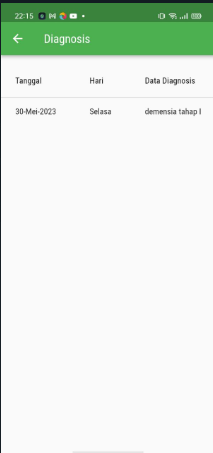 22:15
Diagnosis
Tanggal Hari Data Diagnosis
30-Mei-2023 Selasa demensia tahap I